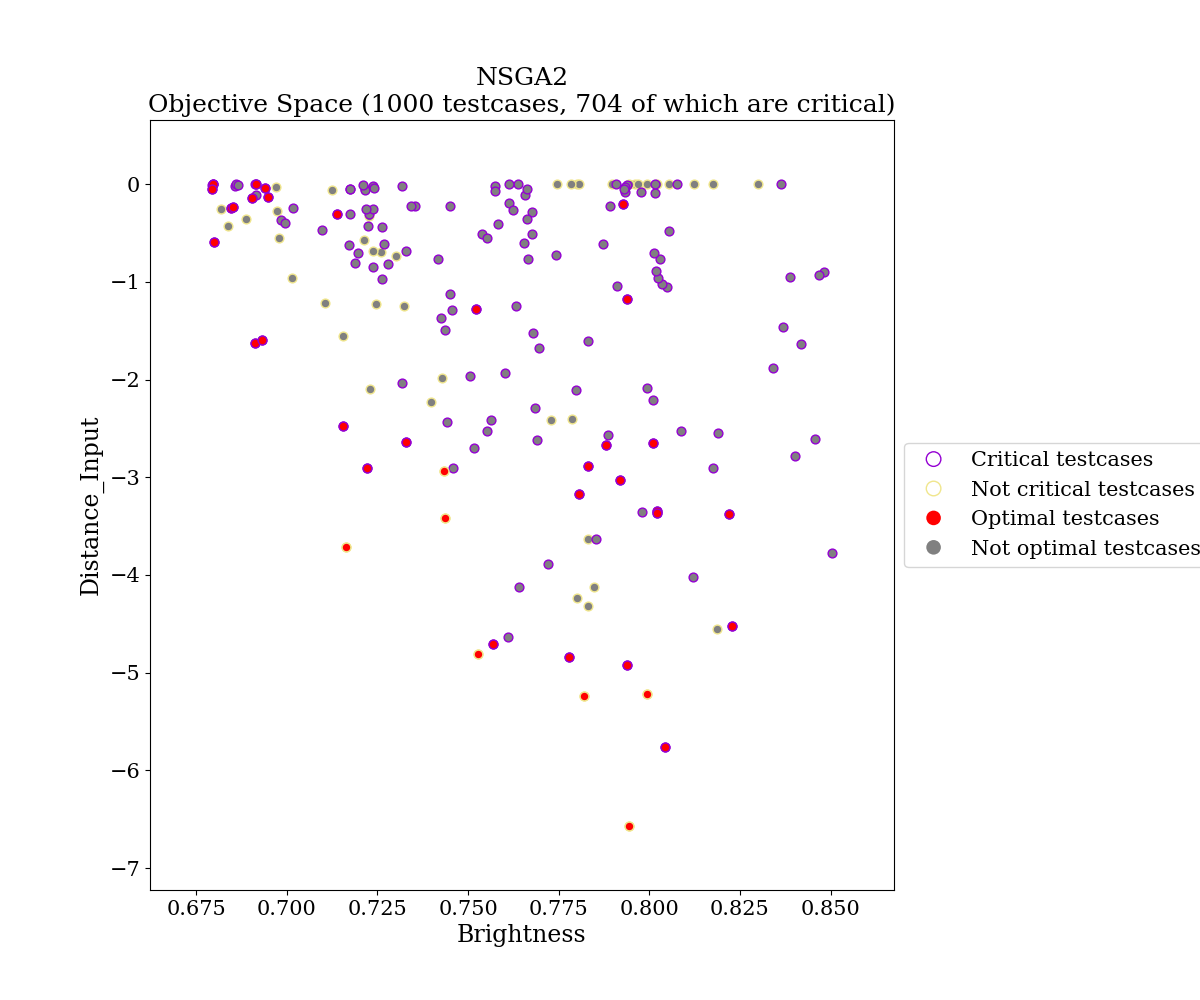 NSGA2
Objective Space (1000 testcases, 704 of which are critical)
0
−1
−2
−3
−4
−5
−6
−7
Distance_Input
0.675 0.700 0.725 0.750 0.775 0.800 0.825 0.850
Brightness
Critical testcases
Not critical testcases
Optimal testcases
Not optimal testcases